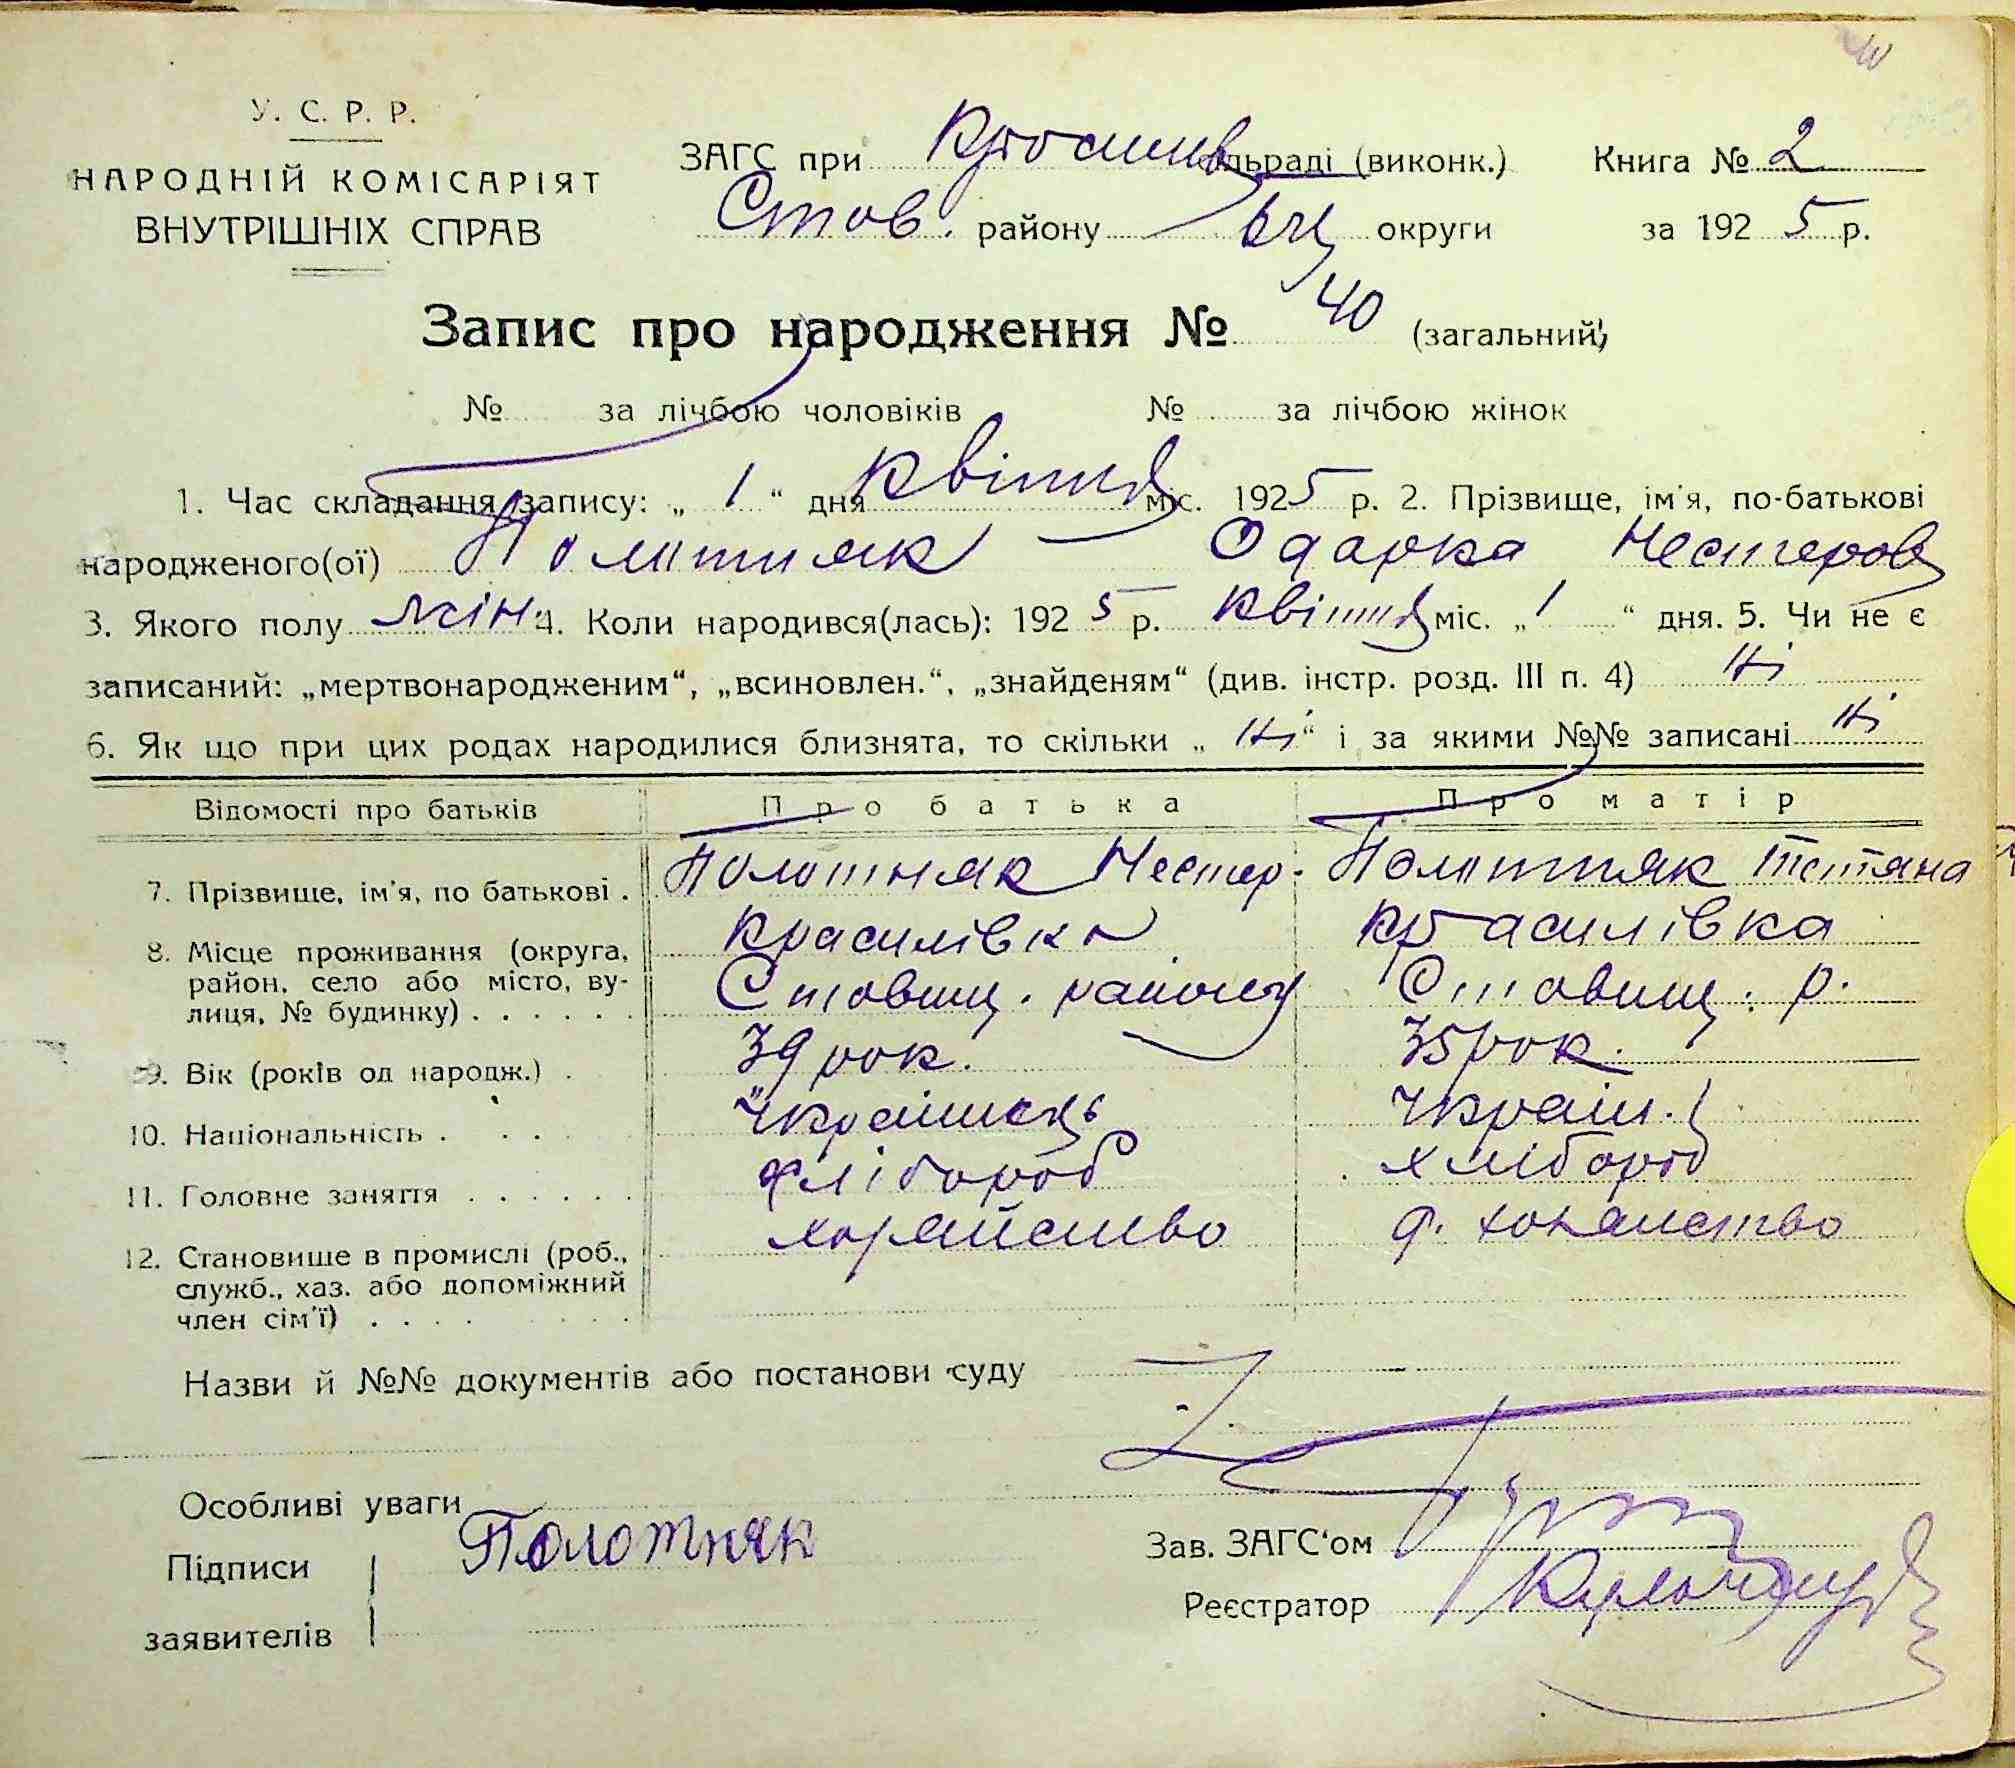 У. С. Р. Р.
НАРОДНІЙ КОМІСАРІЯТ
ВНУТРІШНІХ СПРАВ
ЗАГС при Красилів сільраді (виконк.) Книга № 2
Став. району БЦ округи за 1925 р.
Запис про народження № 40 (загальний)
№ за лічбою чоловіків № за лічбою жінок
1. Час складання запису: „ 1 “ дня Квітня міс. 1925 р. 2. Прізвище, ім'я, по-батькові
народженого(ої) Полотняк Одарка Нестеров
3. Якого полу жін. 4. Коли народився(лась): 1925 р. Квітня міс. „ 1 “ дня. 5. Чи не є
записаний: „мертвонародженим“, „всиновлен.“, „знайденям“ (див. інстр. розд. III п. 4) Ні
6. Як що при цих родах народилися близнята, то скільки „ Ні “ і за якими №№ записані Ні
Відомості про батьків Про батька Про матір
7. Прізвище, ім'я, по батькові . Полотняк Нестер. Полотняк Тетяна
8. Місце проживання (округа, Красилівка Красилівка
район, село або місто, ву- Ставищ. району Ставищ. р.
лиця, № будинку) . . . . . .
9. Вік (років од народж.) . 39 рок. 35 рок.
10. Національність . . . Українець Україн.
11. Головне заняття . . . . . . хлібороб хлібороб
12. Становище в промислі (роб., хозяйство д. хозяйство
служб., хаз. або допоміжний
член сім'ї) . . . .
Назви й №№ документів або постанови суду
Особливі уваги
Підписи Полотняк Зав. ЗАГС'ом
заявителів Реєстратор